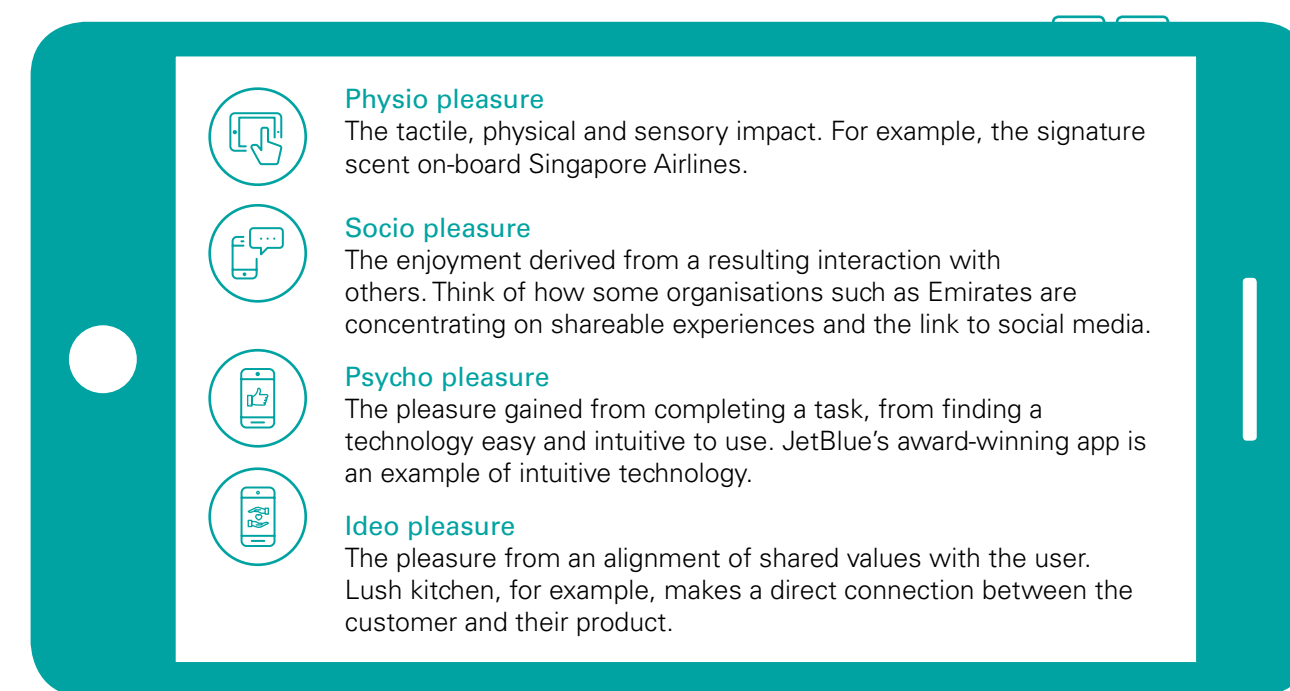 Physio pleasure
The tactile, physical and sensory impact. For example, the signature
scent on-board Singapore Airlines.
Socio pleasure
The enjoyment derived from a resulting interaction with
others. Think of how some organisations such as Emirates are
concentrating on shareable experiences and the link to social media.
Psycho pleasure
The pleasure gained from completing a task, from finding a
technology easy and intuitive to use. JetBlue’s award-winning app is
an example of intuitive technology.
Ideo pleasure
The pleasure from an alignment of shared values with the user.
Lush kitchen, for example, makes a direct connection between the
customer and their product.